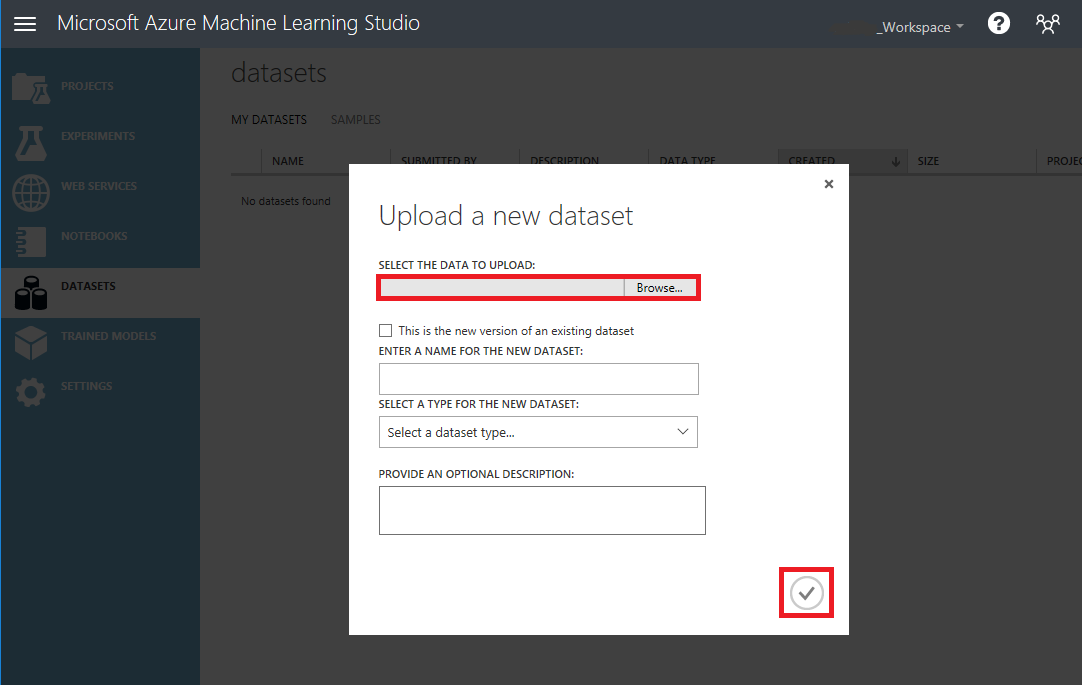 Microsoft Azure Machine Learning Studio
_Workspace
?
PROJECTS
EXPERIMENTS
WEB SERVICES
NOTEBOOKS
DATASETS
TRAINED MODELS
SETTINGS
datasets
MY DATASETS SAMPLES
NAME SUBMITTED BY DESCRIPTION DATA TYPE CREATED SIZE PROJEC
No datasets found
Upload a new dataset
SELECT THE DATA TO UPLOAD:
Browse...
This is the new version of an existing dataset
ENTER A NAME FOR THE NEW DATASET:
SELECT A TYPE FOR THE NEW DATASET:
Select a dataset type...
PROVIDE AN OPTIONAL DESCRIPTION: